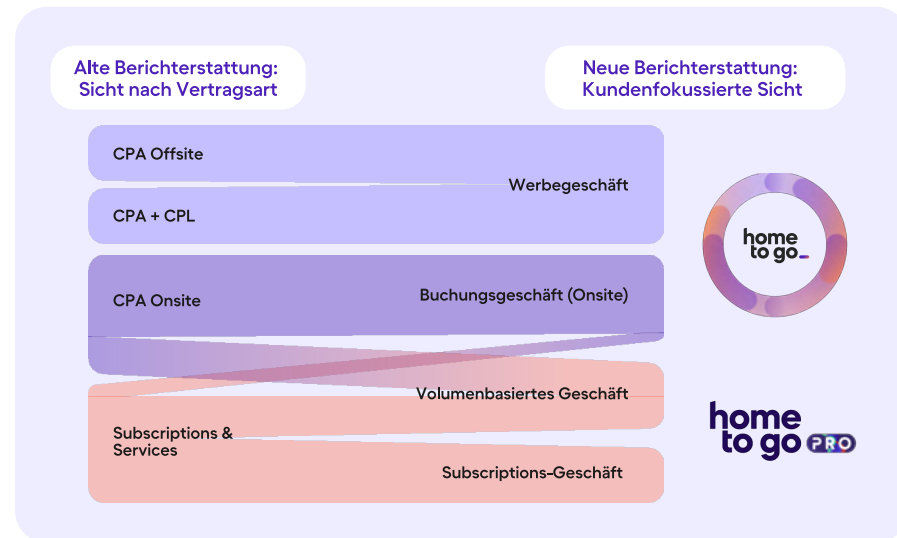 Alte Berichterstattung:
Sicht nach Vertragsart
Neue Berichterstattung:
Kundenfokussierte Sicht
CPA Offsite
Werbegeschäft
CPA + CPL
CPA Onsite
Buchungsgeschäft (Onsite)
Volumenbasiertes Geschäft
Subscriptions &
Services
Subscriptions-Geschäft
home
to go_
home
to go PRO